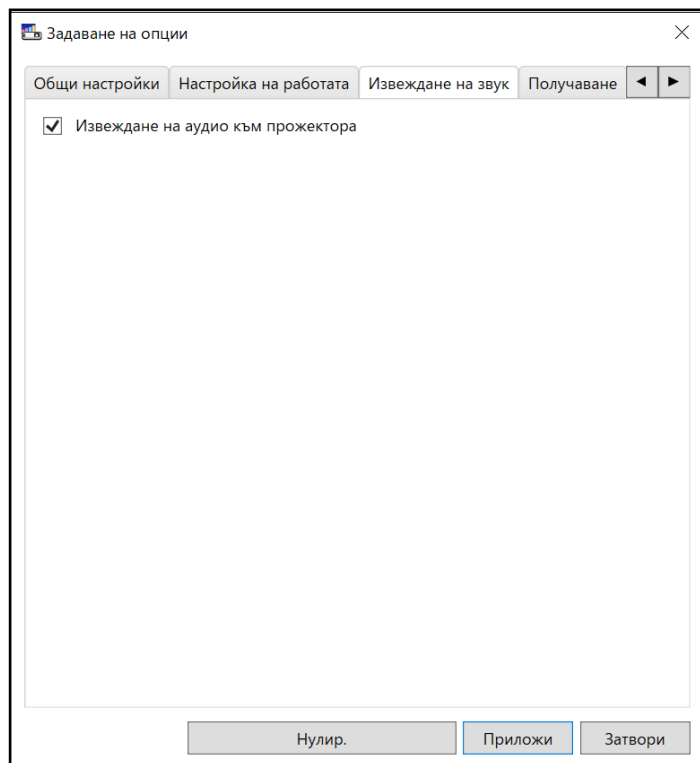 Задаване на опции
Общи настройки Настройка на работата Извеждане на звук Получаване
Извеждане на аудио към прожектора
Нулир. Приложи Затвори